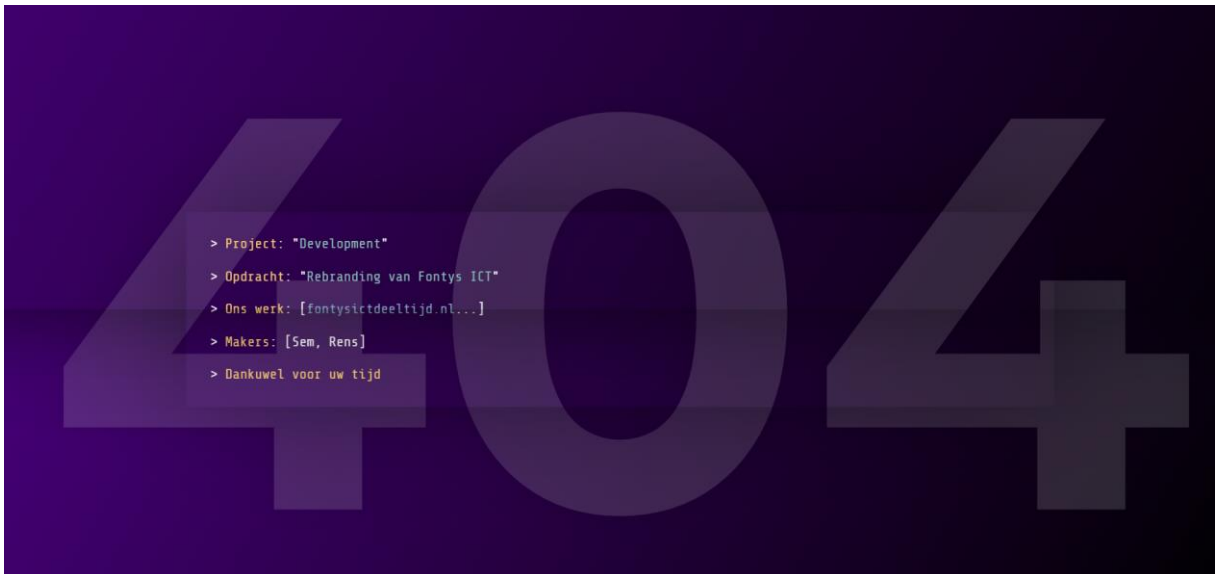 404
> Project: "Development"
> Opdracht: "Rebranding van Fontys ICT"
> Ons werk: [fontysictdeeltijd.nl...]
> Makers: [Sem, Rens]
> Dankuwel voor uw tijd